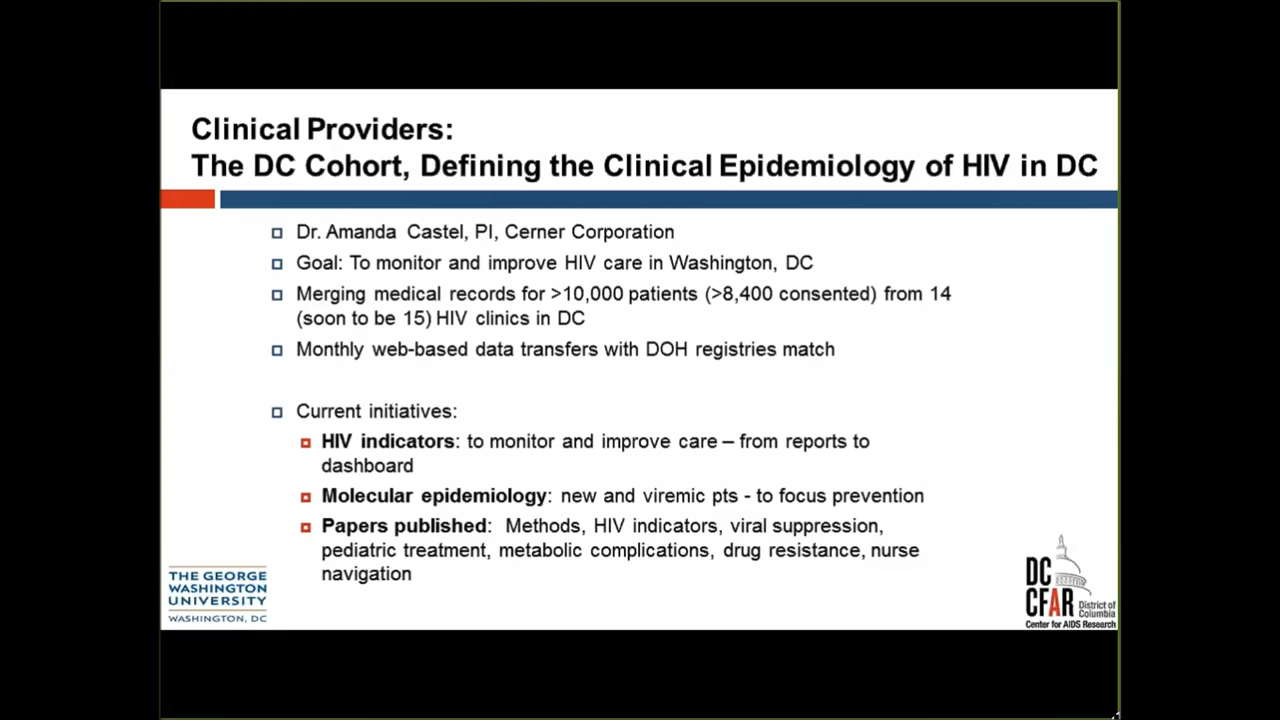 Clinical Providers:
The DC Cohort, Defining the Clinical Epidemiology of HIV in DC
Dr. Amanda Castel, PI, Cerner Corporation
Goal: To monitor and improve HIV care in Washington, DC
Merging medical records for >10,000 patients (>8,400 consented) from 14
(soon to be 15) HIV clinics in DC
Monthly web-based data transfers with DOH registries match
Current initiatives:
HIV indicators: to monitor and improve care – from reports to
dashboard
Molecular epidemiology: new and viremic pts - to focus prevention
Papers published: Methods, HIV indicators, viral suppression,
pediatric treatment, metabolic complications, drug resistance, nurse
navigation
THE GEORGE
WASHINGTON
UNIVERSITY
WASHINGTON, DC
DC
CFAR
District of
Columbia
Center for AIDS Research